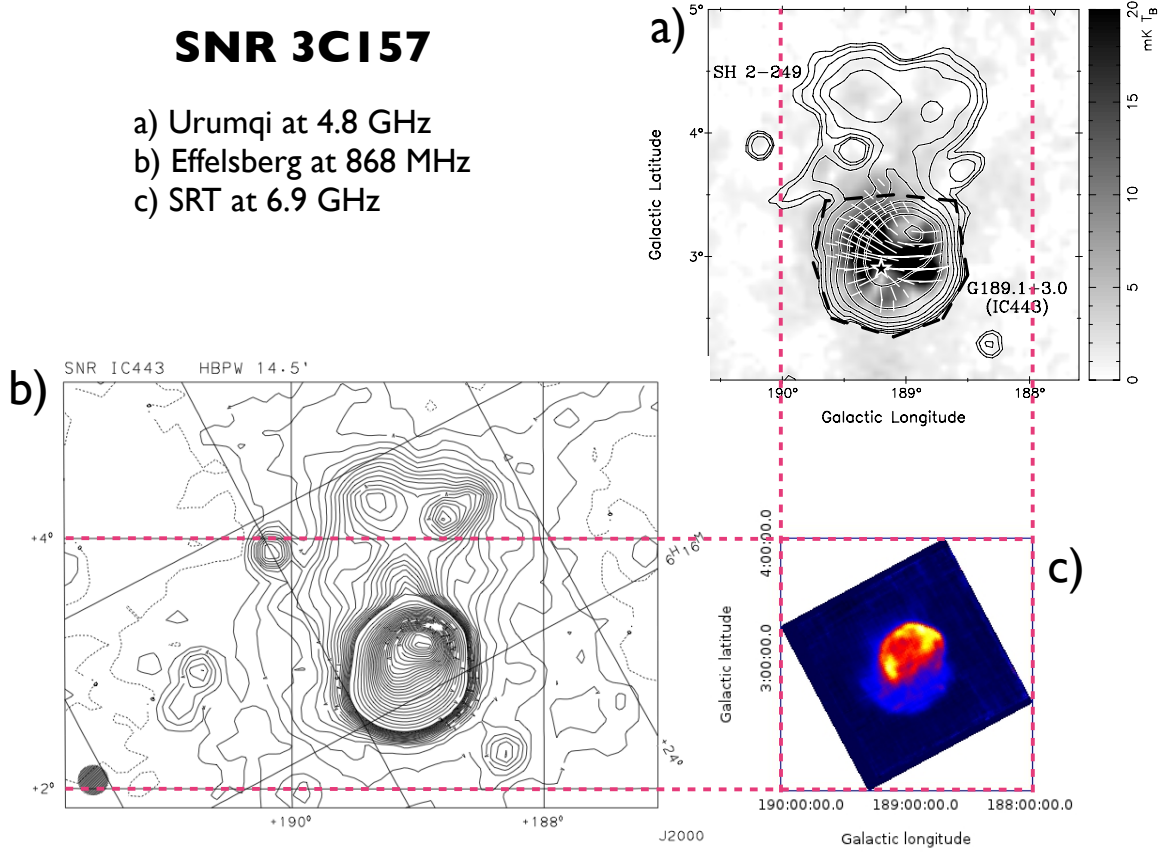 SNR 3C157
a) Urumqi at 4.8 GHz
b) Effelsberg at 868 MHz
c) SRT at 6.9 GHz
a)
5°
4°
3°
Galactic Latitude
SH 2-249
G189.1+3.0
(IC443)
190°
189°
188°
Galactic Longitude
0
5
10
15
20
mK T_B
b)
SNR IC443 HBPW 14.5'
+4°
+2°
+190°
+188°
6H16M
+24°
J2000
c)
4:00:00.0
3:00:00.0
Galactic latitude
190:00:00.0
189:00:00.0
188:00:00.0
Galactic longitude